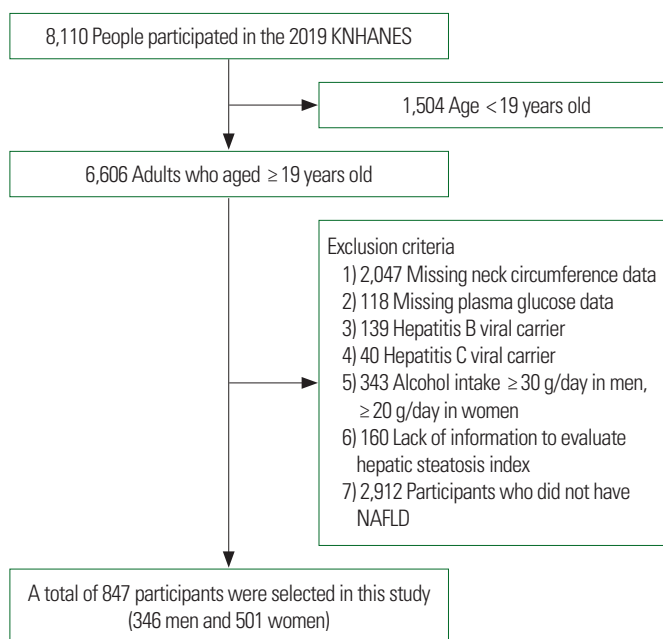 8,110 People participated in the 2019 KNHANES
1,504 Age < 19 years old
6,606 Adults who aged ≥ 19 years old
Exclusion criteria
1) 2,047 Missing neck circumference data
2) 118 Missing plasma glucose data
3) 139 Hepatitis B viral carrier
4) 40 Hepatitis C viral carrier
5) 343 Alcohol intake ≥ 30 g/day in men,
≥ 20 g/day in women
6) 160 Lack of information to evaluate
hepatic steatosis index
7) 2,912 Participants who did not have
NAFLD
A total of 847 participants were selected in this study
(346 men and 501 women)